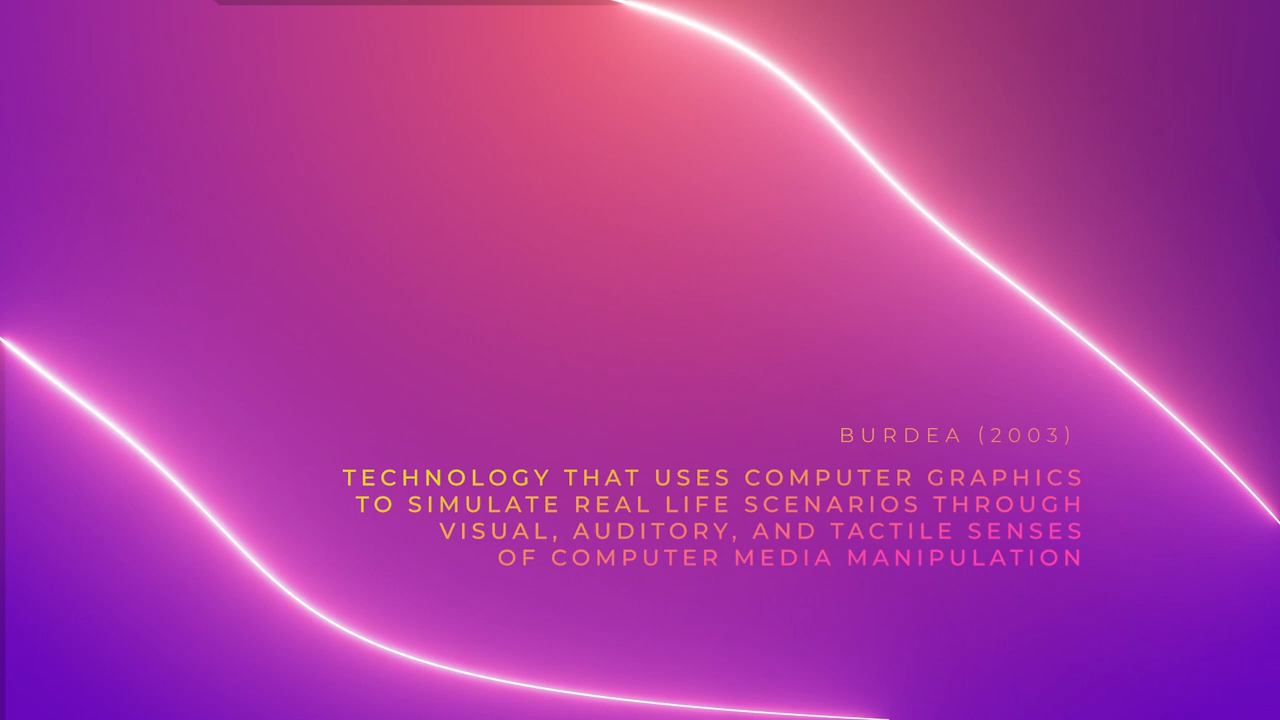 BURDEA (2003)
TECHNOLOGY THAT USES COMPUTER GRAPHICS
TO SIMULATE REAL LIFE SCENARIOS THROUGH
VISUAL, AUDITORY, AND TACTILE SENSES
OF COMPUTER MEDIA MANIPULATION